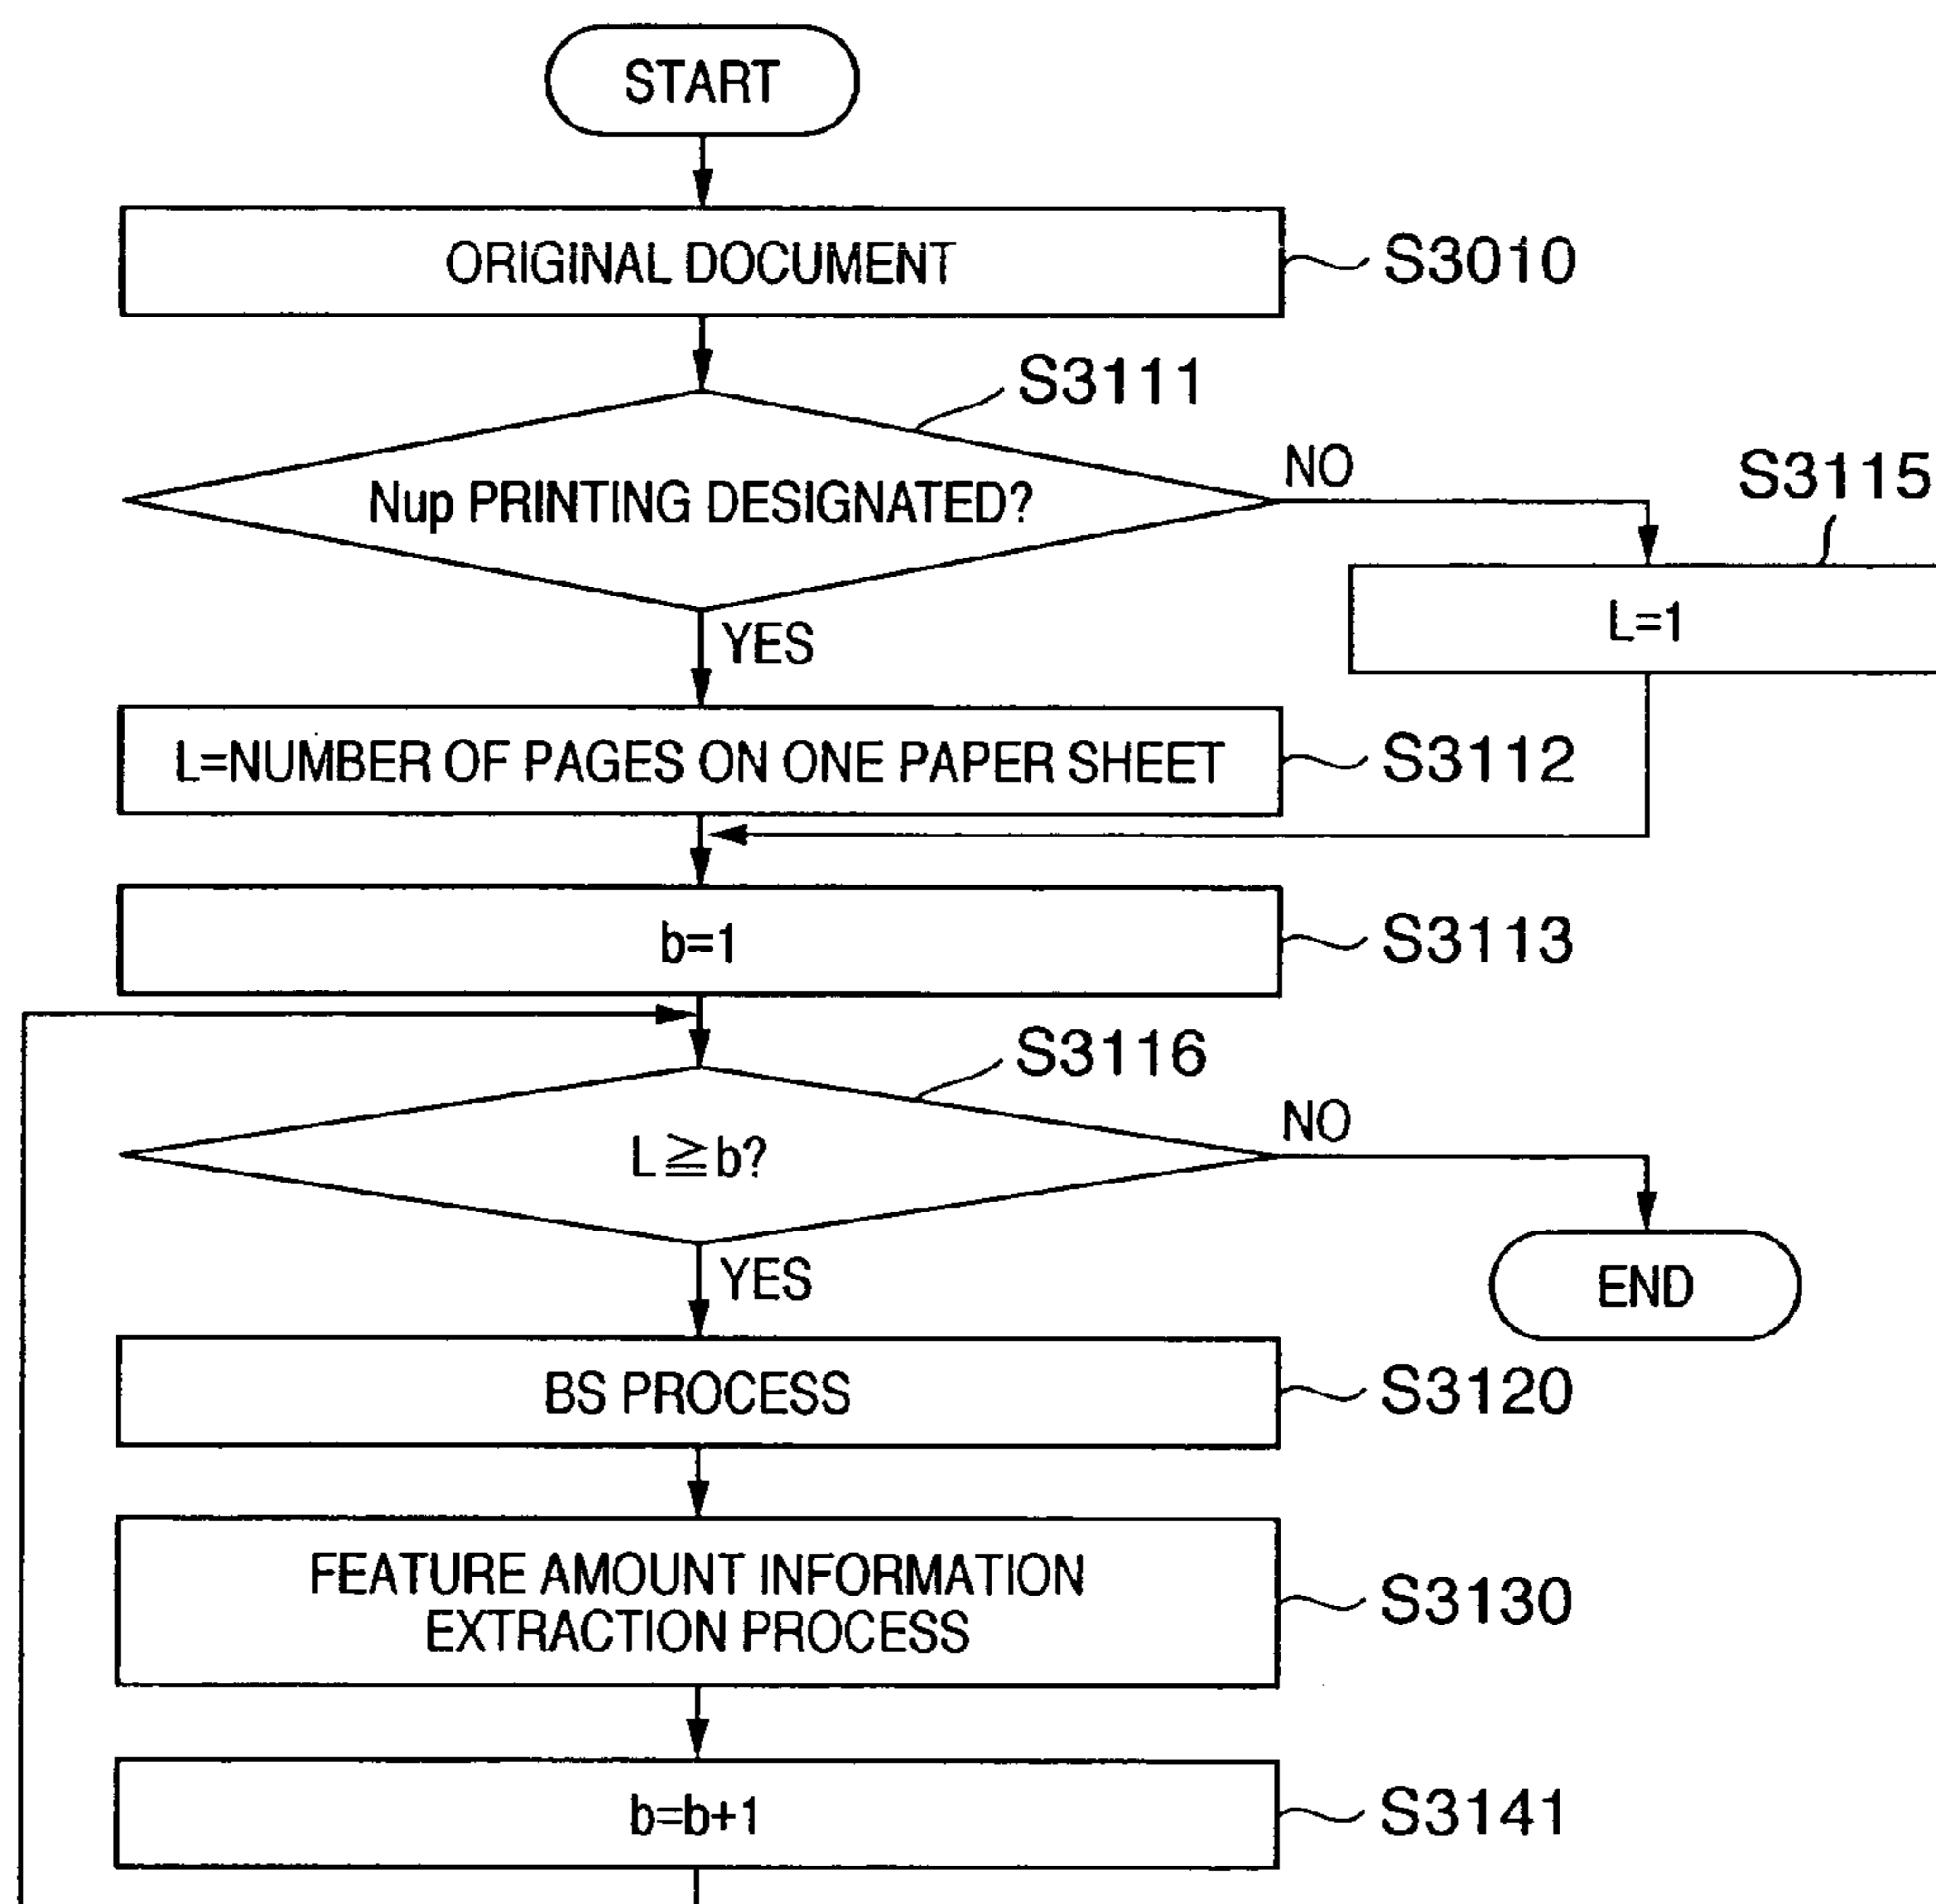 START
ORIGINAL DOCUMENT
S3010
S3111
Nup PRINTING DESIGNATED?
NO
S3115
L=1
YES
L=NUMBER OF PAGES ON ONE PAPER SHEET
S3112
b=1
S3113
S3116
L≧b?
NO
END
YES
BS PROCESS
S3120
FEATURE AMOUNT INFORMATION
EXTRACTION PROCESS
S3130
b=b+1
S3141